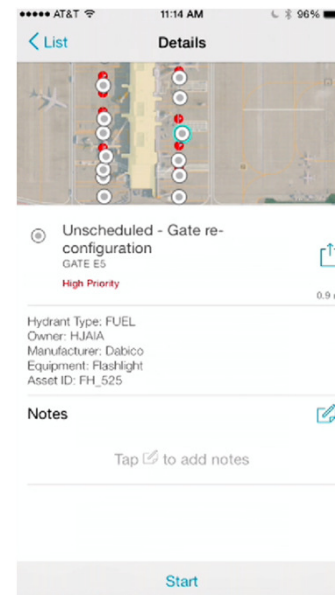 AT&T 11:14 AM 96%
List Details
Unscheduled - Gate re-
configuration
GATE E5
High Priority
0.9
Hydrant Type: FUEL
Owner: HJAIA
Manufacturer: Dabico
Equipment: Flashlight
Asset ID: FH_525
Notes
Tap to add notes
Start